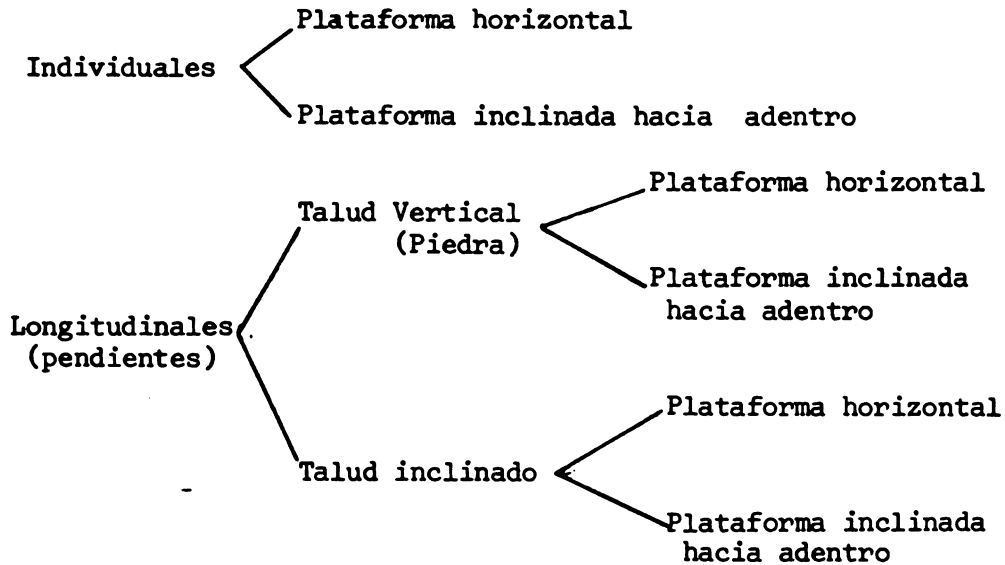 Plataforma horizontal
Individuales
Plataforma inclinada hacia adentro
Plataforma horizontal
Talud Vertical
(Piedra)
Plataforma inclinada
hacia adentro
Longitudinales
(pendientes)
Plataforma horizontal
Talud inclinado
Plataforma inclinada
hacia adentro